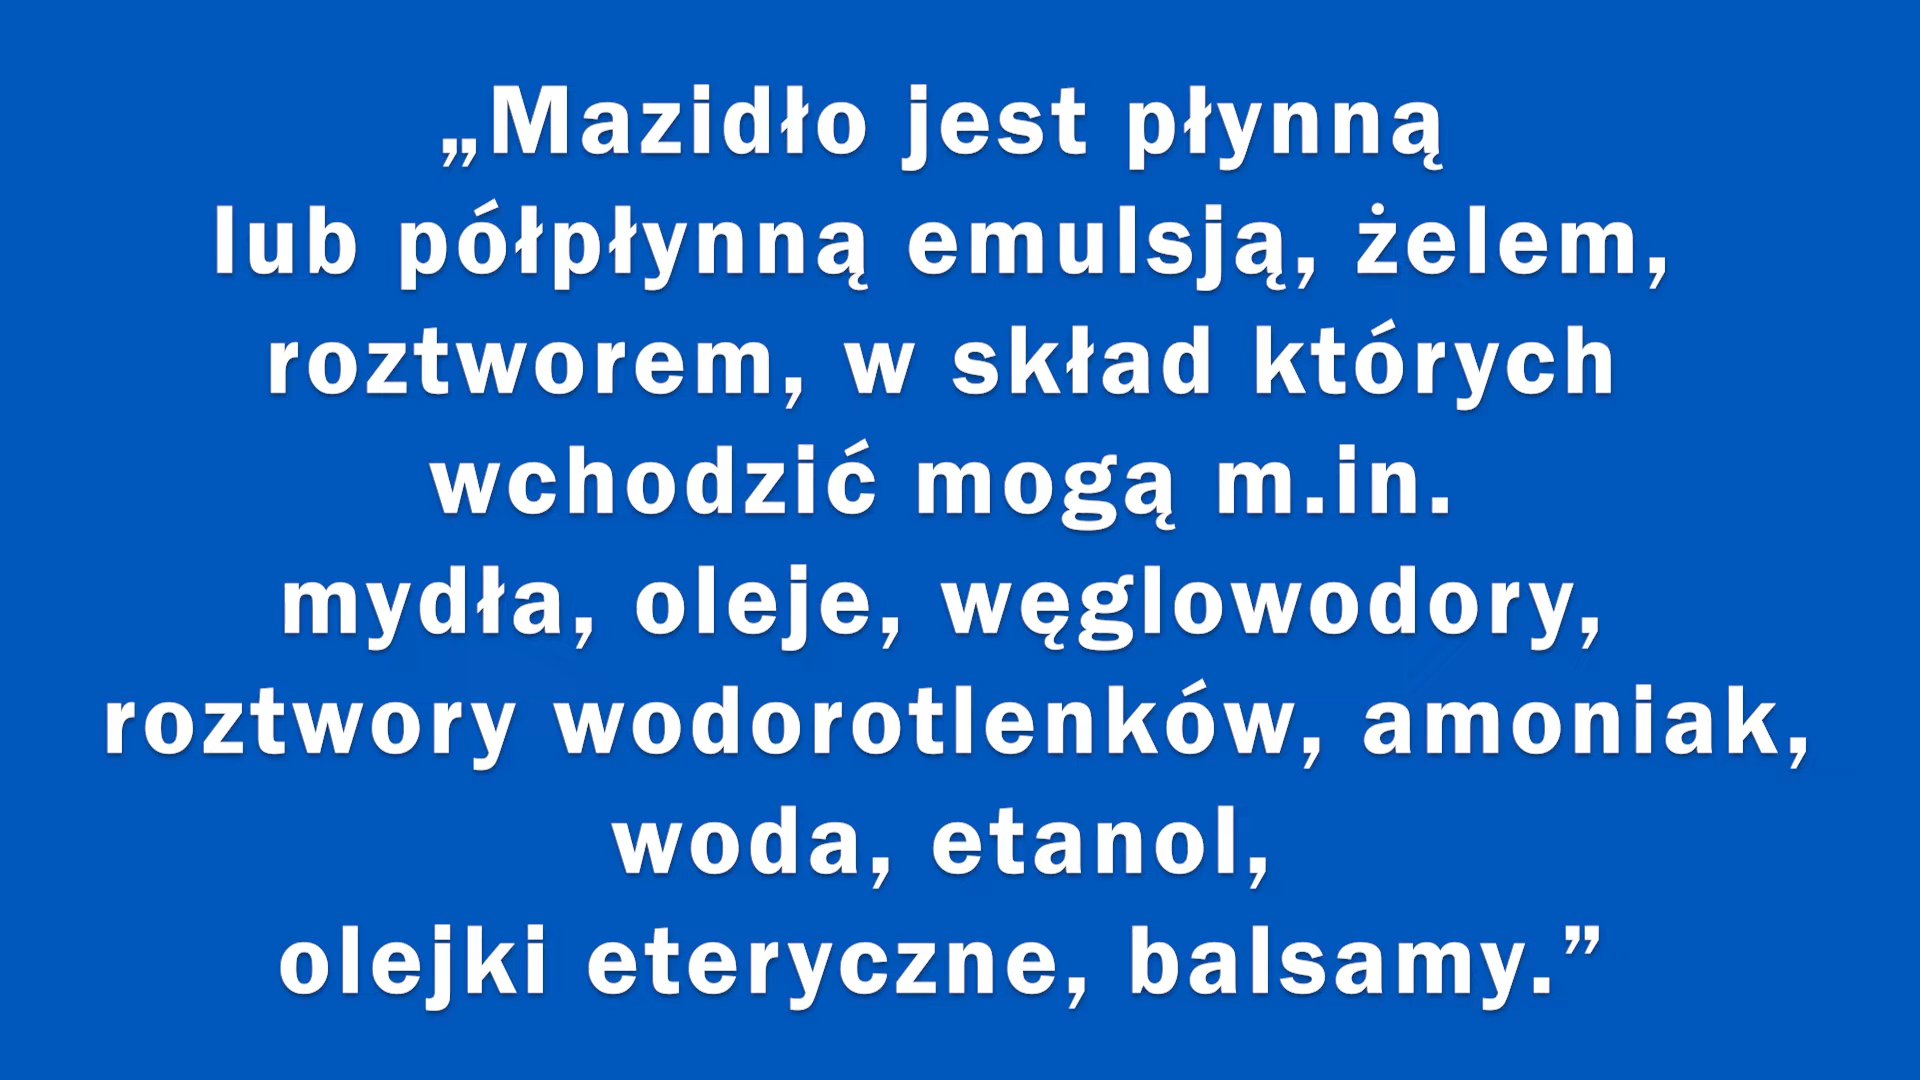 „Mazidło jest płynną
lub półpłynną emulsją, żelem,
roztworem, w skład których
wchodzić mogą m.in.
mydła, oleje, węglowodory,
roztwory wodorotlenków, amoniak,
woda, etanol,
olejki eteryczne, balsamy.”